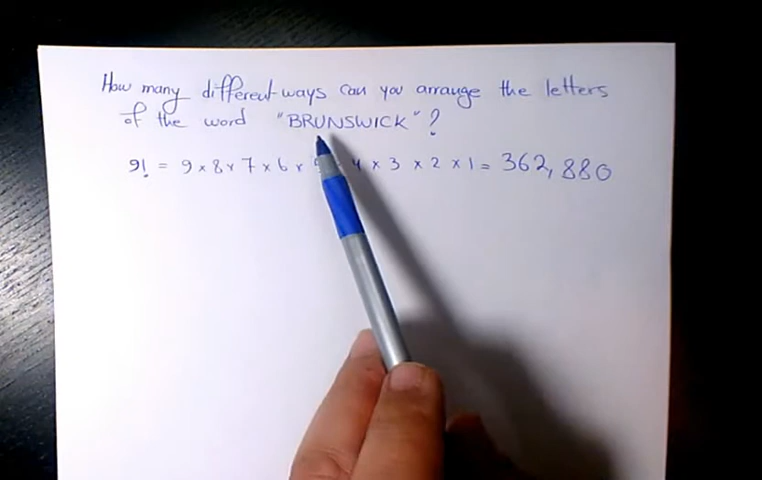 How many different ways can you arrange the letters
of the word "BRUNSWICK"?
9! = 9 x 8 x 7 x 6 x 4 x 3 x 2 x 1 = 362,880